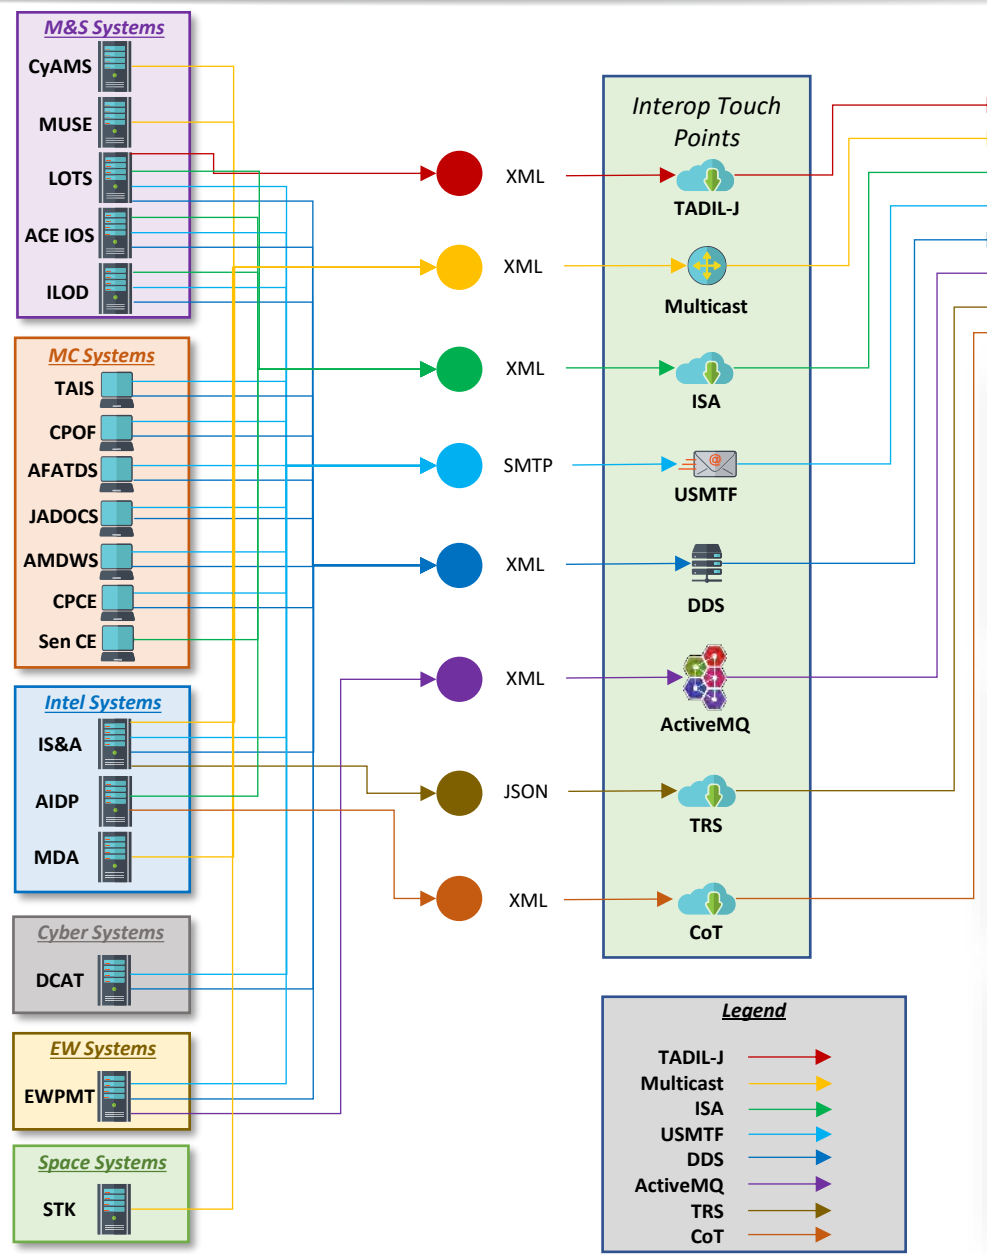 M&S Systems
CyAMS
MUSE
LOTS
ACE IOS
ILOD
MC Systems
TAIS
CPOF
AFATDS
JADOCS
AMDWS
CPCE
Sen CE
Intel Systems
IS&A
AIDP
MDA
Cyber Systems
DCAT
EW Systems
EWPMT
Space Systems
STK
XML
XML
XML
SMTP
XML
XML
JSON
XML
Interop Touch
Points
TADIL-J
Multicast
ISA
@
USMTF
DDS
ActiveMQ
TRS
CoT
Legend
TADIL-J
Multicast
ISA
USMTF
DDS
ActiveMQ
TRS
CoT